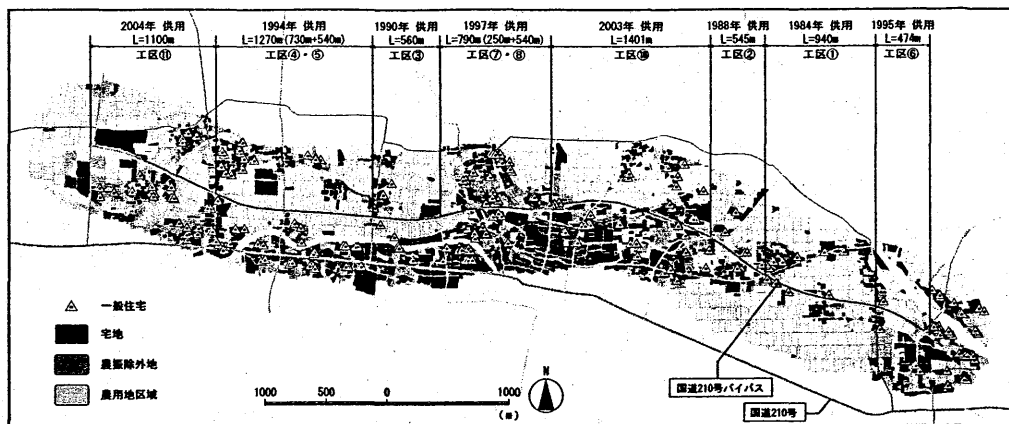 2004年 供用
L=1100m
工区⑪
1994年 供用
L=1270m(730m+540m)
工区④・⑤
1990年 供用
L=560m
工区③
1997年 供用
L=790m(250m+540m)
工区⑦・⑧
2003年 供用
L=1401m
工区⑩
1988年 供用
L=545m
工区②
1984年 供用
L=940m
工区①
1995年 供用
L=474m
工区⑥
一般住宅
宅地
農振除外地
農用地区域
1000 0 1000
(m)
N
国道210号バイパス
国道210号